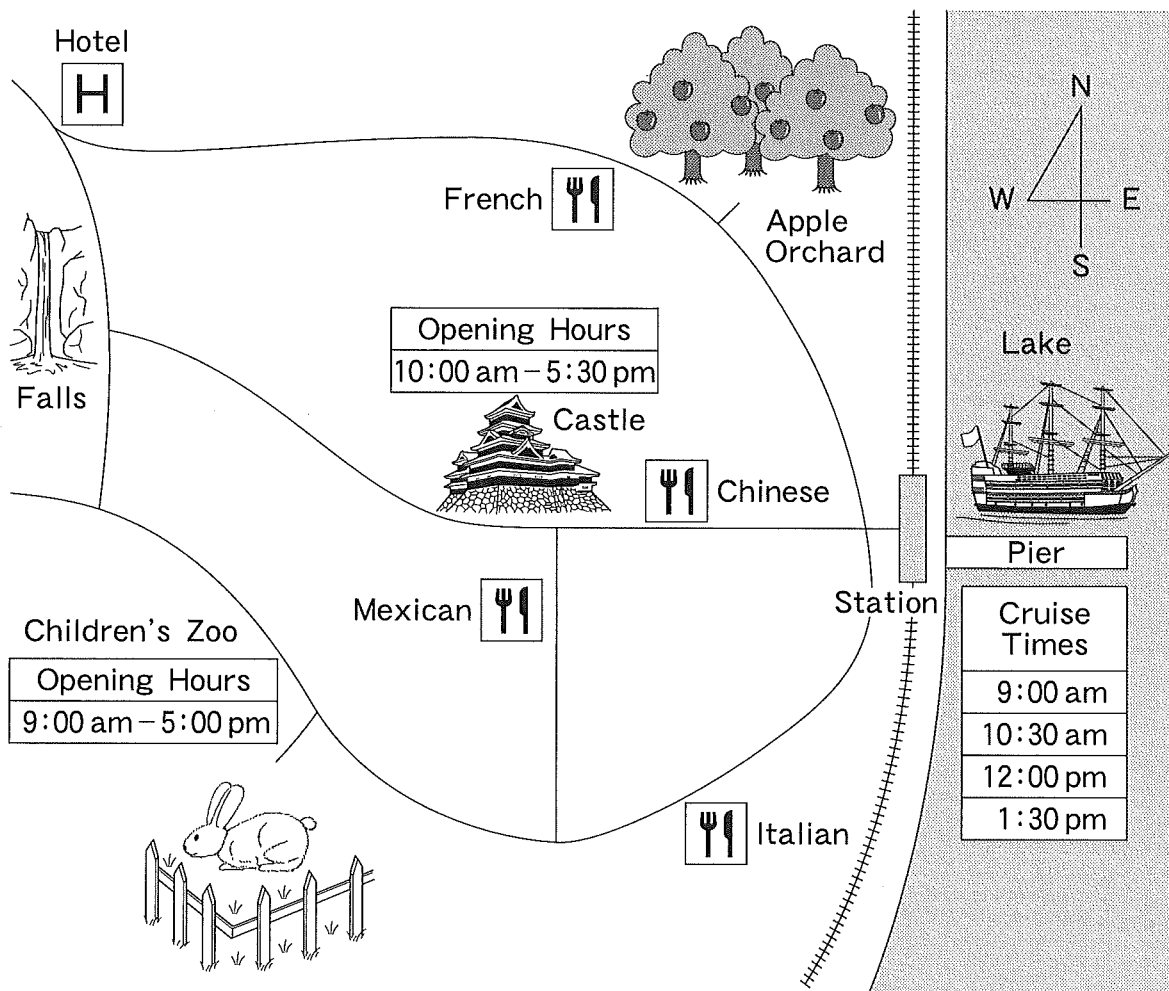 Hotel
H
French
Apple
Orchard
N
W
E
S
Opening Hours
10:00 am – 5:30 pm
Castle
Falls
Lake
Chinese
Pier
Mexican
Station
Children's Zoo
Opening Hours
9:00 am – 5:00 pm
Cruise
Times
9:00 am
10:30 am
12:00 pm
1:30 pm
Italian